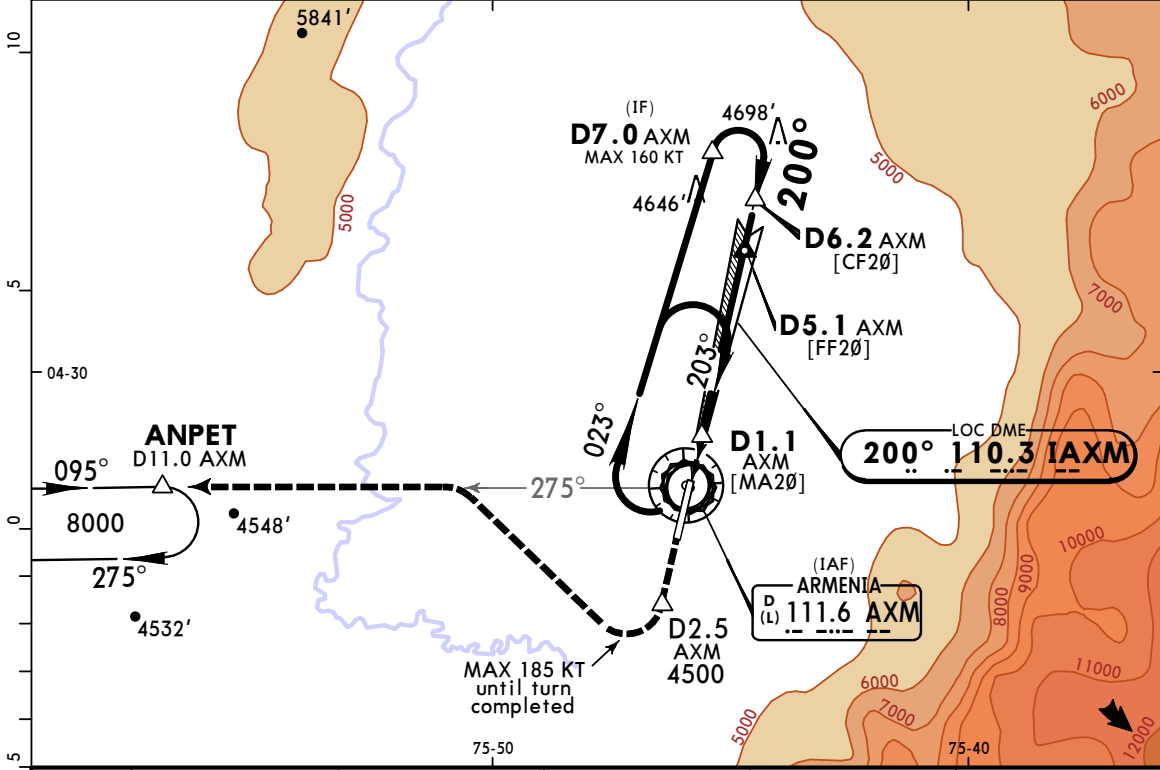 10
5
0
5
04-30
75-50
75-40
5841'
5000
(IF)
D7.0 AXM
MAX 160 KT
4698'
4646'
200°
D6.2 AXM
[CF2Ø]
D5.1 AXM
[FF2Ø]
203°
023°
D1.1
AXM
[MA2Ø]
LOC DME
200° 110.3 IAXM
(IAF)
ARMENIA
D
(L) 111.6 AXM
ANPET
D11.0 AXM
095°
8000
275°
4548'
4532'
275°
D2.5
AXM
4500
MAX 185 KT
until turn
completed
6000
5000
7000
10000
9000
8000
11000
12000
6000
7000
5000